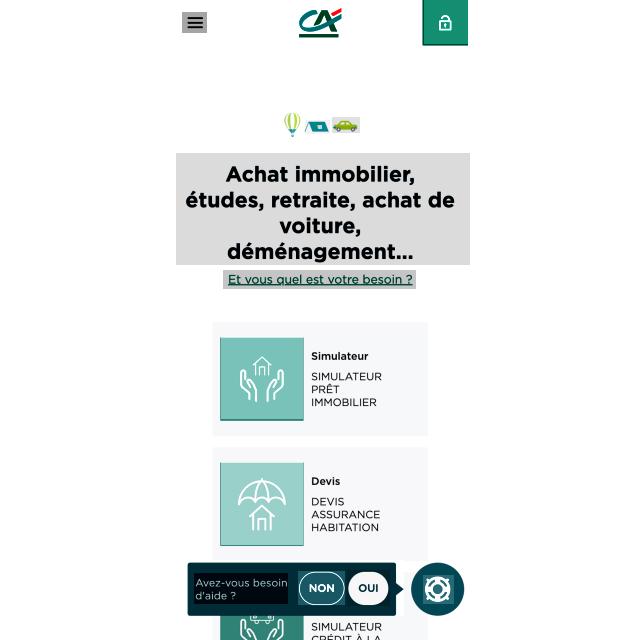 CA
Achat immobilier,
études, retraite, achat de
voiture,
déménagement...
Et vous quel est votre besoin ?
Simulateur
SIMULATEUR
PRÊT
IMMOBILIER
Devis
DEVIS
ASSURANCE
HABITATION
Avez-vous besoin
d'aide ?
NON
OUI
SIMULATEUR
CRÉDIT À LA